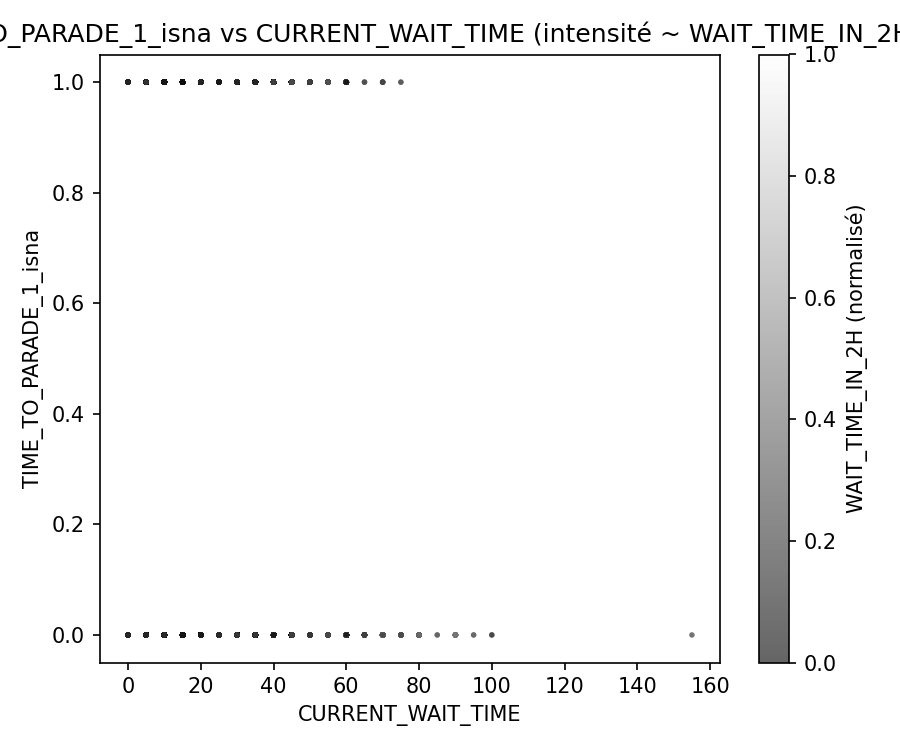 O_PARADE_1_isna vs CURRENT_WAIT_TIME (intensité ~ WAIT_TIME_IN_2H
1.0
0.8
0.6
0.4
0.2
0.0
TIME_TO_PARADE_1_isna
0 20 40 60 80 100 120 140 160
CURRENT_WAIT_TIME
1.0
0.8
0.6
0.4
0.2
0.0
WAIT_TIME_IN_2H (normalisé)